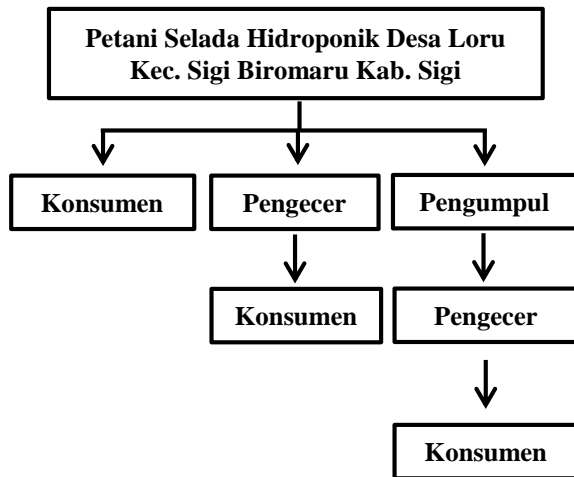 Petani Selada Hidroponik Desa Loru
Kec. Sigi Biromaru Kab. Sigi
Konsumen
Pengecer
Pengumpul
Konsumen
Pengecer
Konsumen